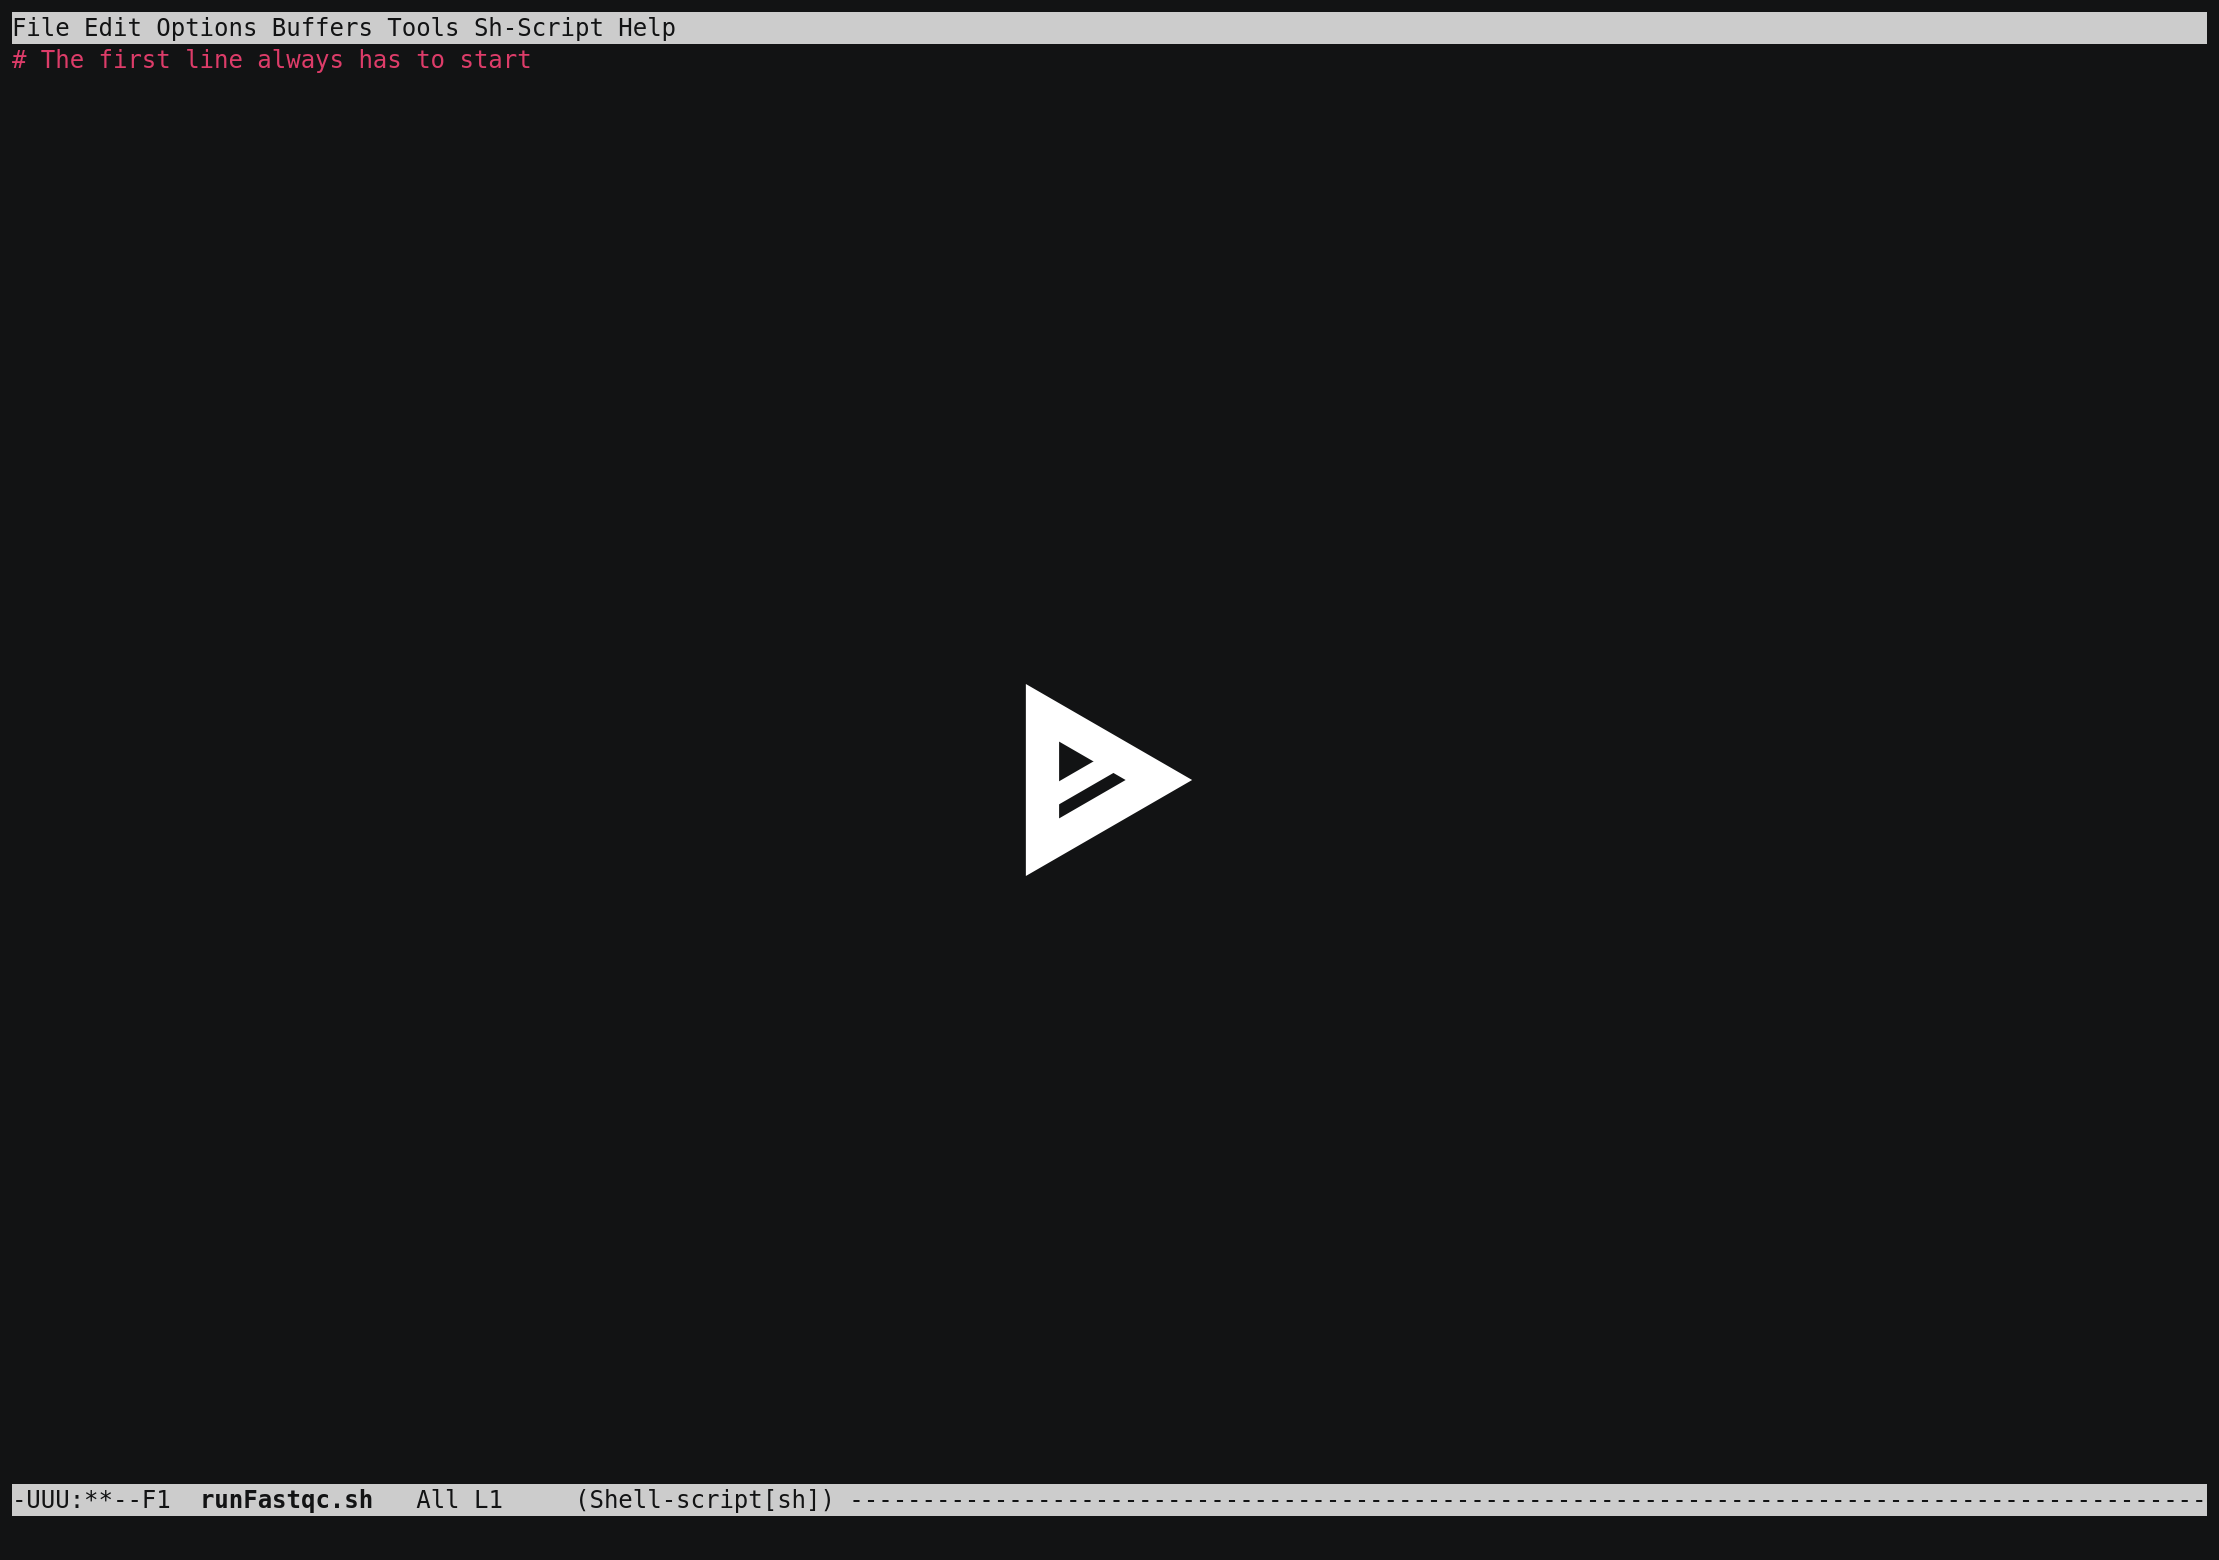 File Edit Options Buffers Tools Sh-Script Help
# The first line always has to start
-UUU:**--F1  runFastqc.sh   All L1     (Shell-script[sh]) ----------------------------------------------------------------------------------------------